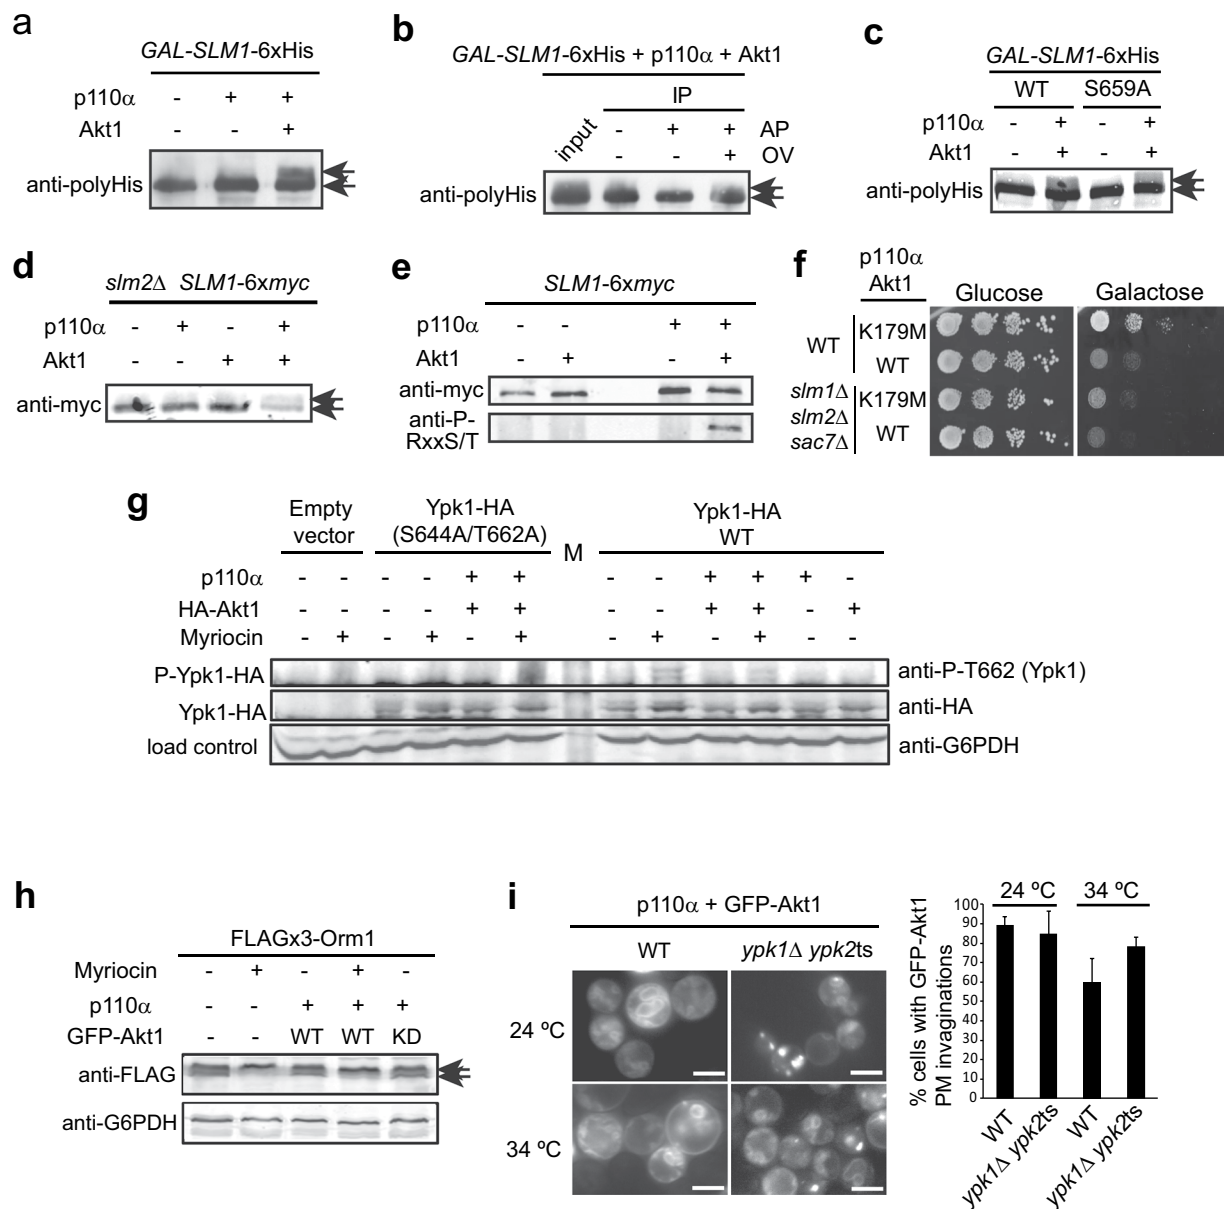 a
GAL-SLM1-6xHis
p110α - + +
Akt1 - - +
anti-polyHis
b
GAL-SLM1-6xHis + p110α + Akt1
IP
input - + + AP
- - + OV
anti-polyHis
c
GAL-SLM1-6xHis
WT S659A
p110α - + - +
Akt1 - + - +
anti-polyHis
d
slm2Δ SLM1-6xmyc
p110α - + - +
Akt1 - - + +
anti-myc
e
SLM1-6xmyc
p110α - - + +
Akt1 - + - +
anti-myc
anti-P-
RxxS/T
f
p110α
Akt1
Glucose Galactose
WT K179M
WT
slm1Δ K179M
slm2Δ
sac7Δ WT
g
Empty
vector
Ypk1-HA
(S644A/T662A)
M
Ypk1-HA
WT
p110α - - - - + + - - + + + -
HA-Akt1 - - - - + + - - + + - +
Myriocin - + - + - + - + - + - -
P-Ypk1-HA anti-P-T662 (Ypk1)
Ypk1-HA anti-HA
load control anti-G6PDH
h
FLAGx3-Orm1
Myriocin - + - + -
p110α - - + + +
GFP-Akt1 - - WT WT KD
anti-FLAG
anti-G6PDH
i
p110α + GFP-Akt1
WT ypk1Δ ypk2ts
24 ºC
34 ºC
24 ºC 34 ºC
% cells with GFP-Akt1
PM invaginations
100
90
80
70
60
50
40
30
20
10
0
WT
ypk1Δ ypk2ts
WT
ypk1Δ ypk2ts